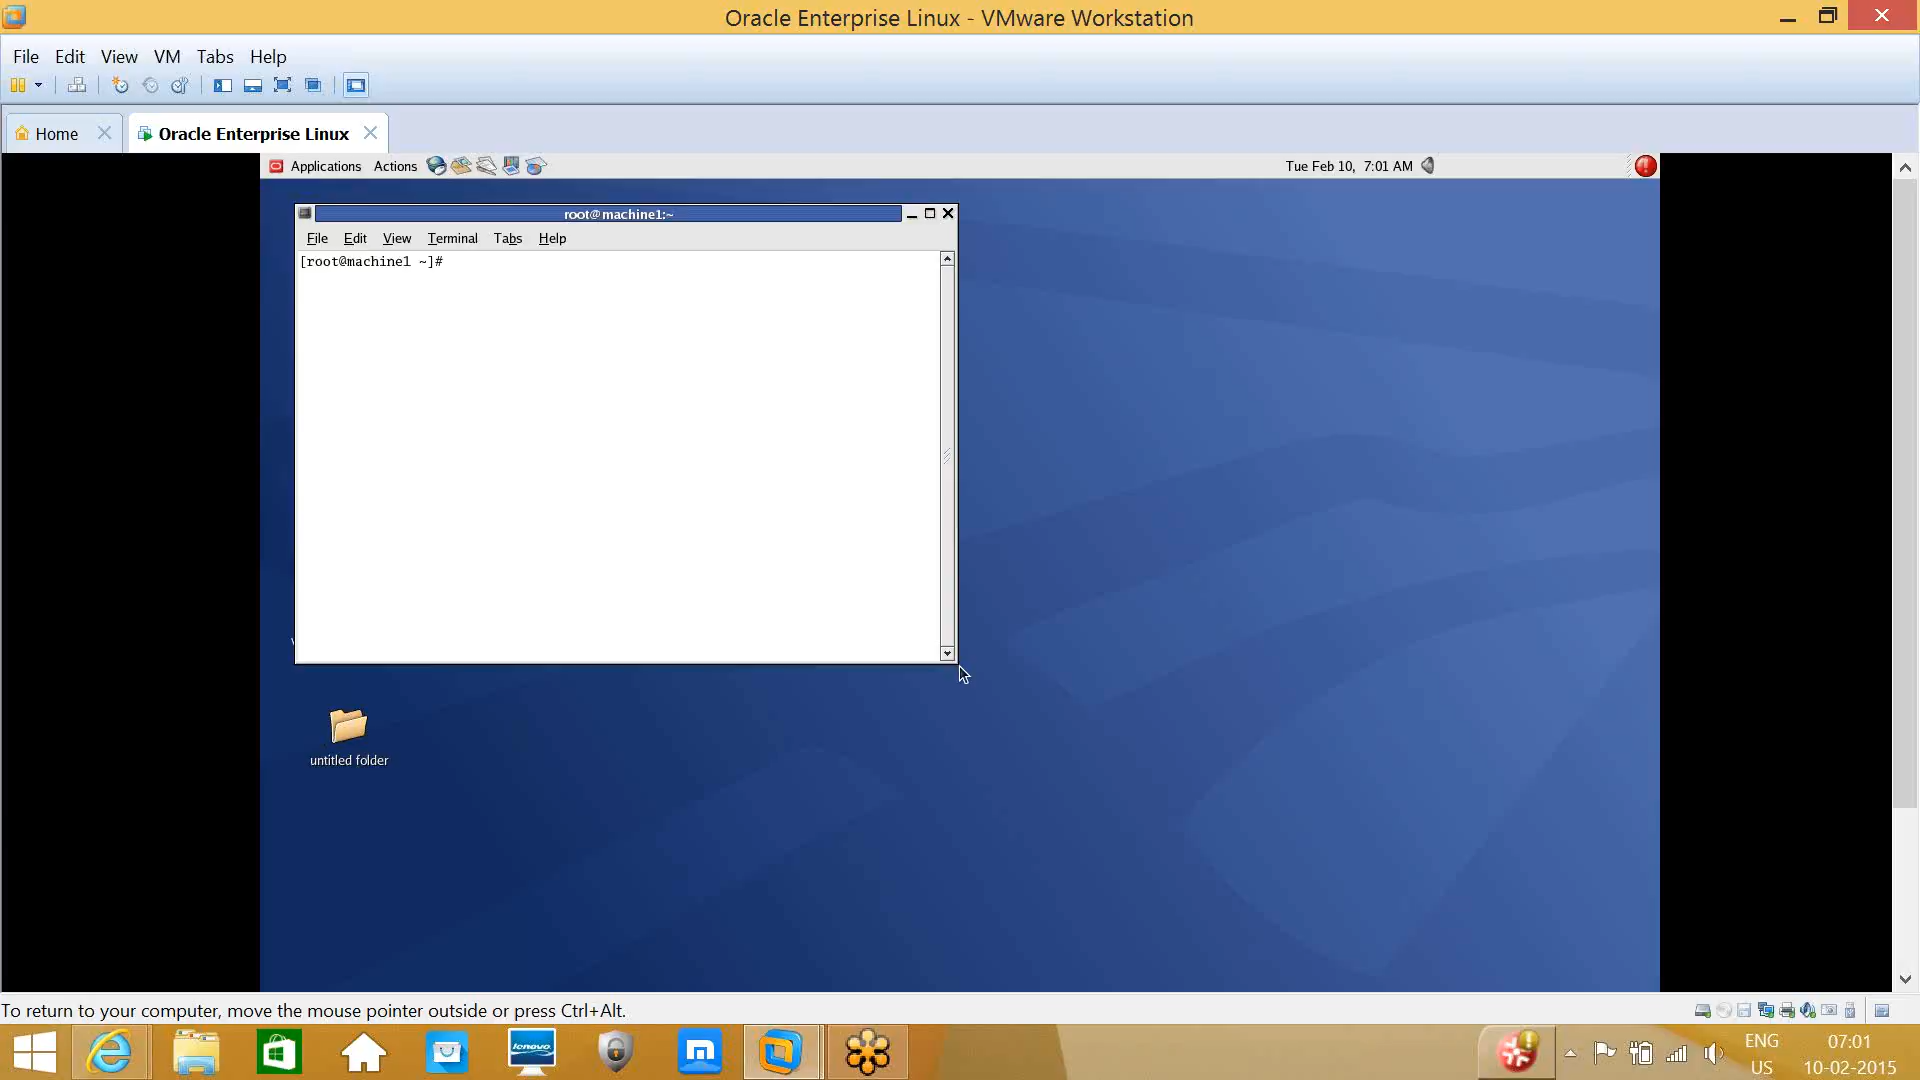 Oracle Enterprise Linux - VMware Workstation
File Edit View VM Tabs Help
Home Oracle Enterprise Linux
Applications Actions Tue Feb 10, 7:01 AM
root@machine1:~
File Edit View Terminal Tabs Help
[root@machine1 ~]#
untitled folder
To return to your computer, move the mouse pointer outside or press Ctrl+Alt.
lenovo
ENG 07:01
US 10-02-2015